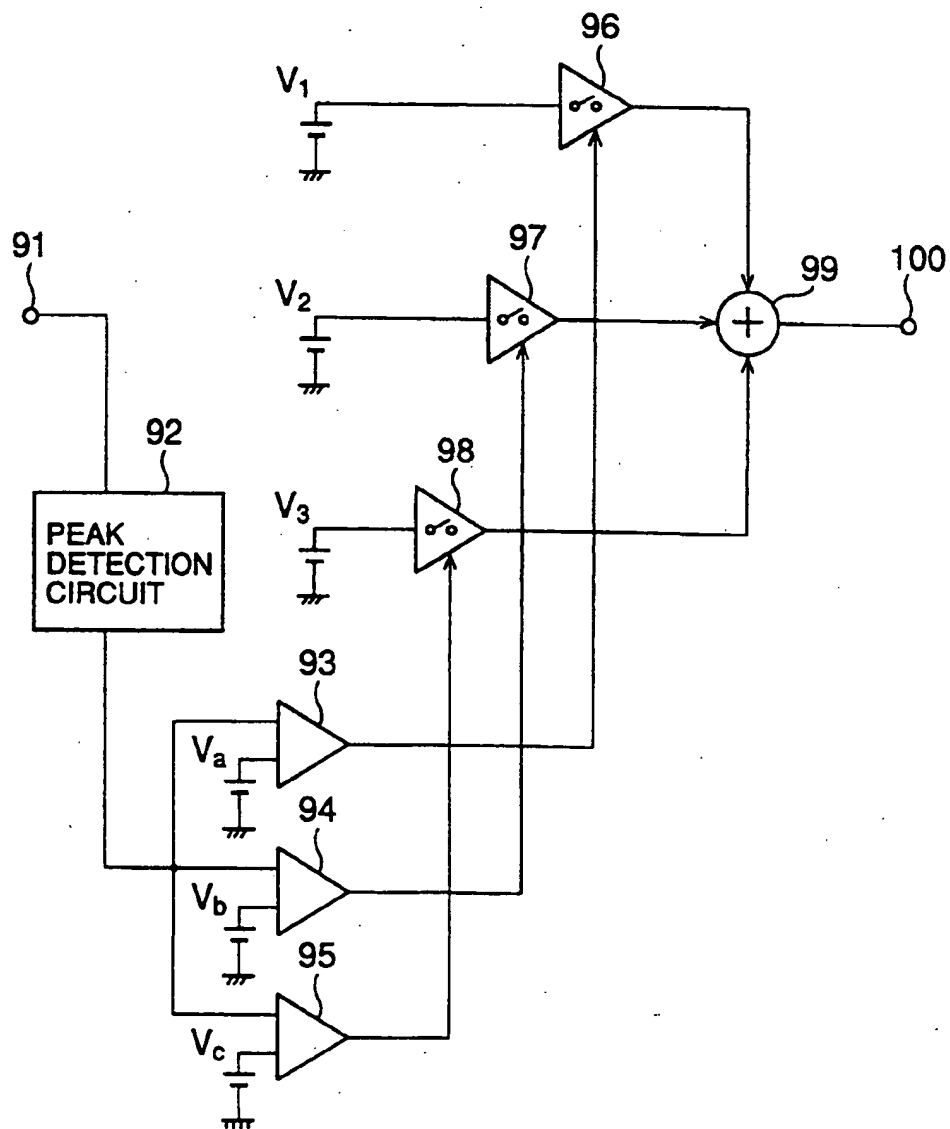 96
V1
97
91
V2
99
100
92
98
V3
PEAK
DETECTION
CIRCUIT
93
Va
94
Vb
95
Vc
+